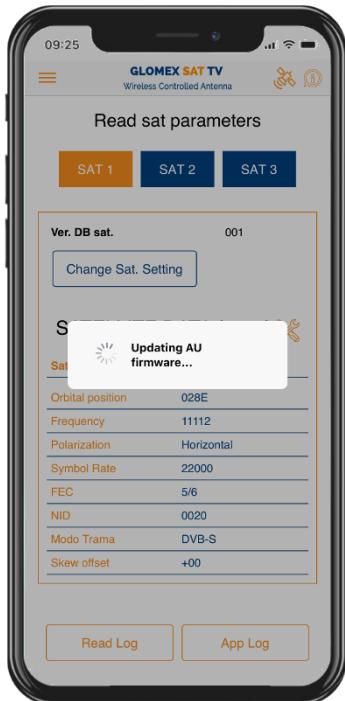 09:25
GLOMEX SAT TV
Wireless Controlled Antenna
Read sat parameters
SAT 1 SAT 2 SAT 3
Ver. DB sat. 001
Change Sat. Setting
Updating AU
firmware...
Orbital position 028E
Frequency 11112
Polarization Horizontal
Symbol Rate 22000
FEC 5/6
NID 0020
Modo Trama DVB-S
Skew offset +00
Read Log App Log